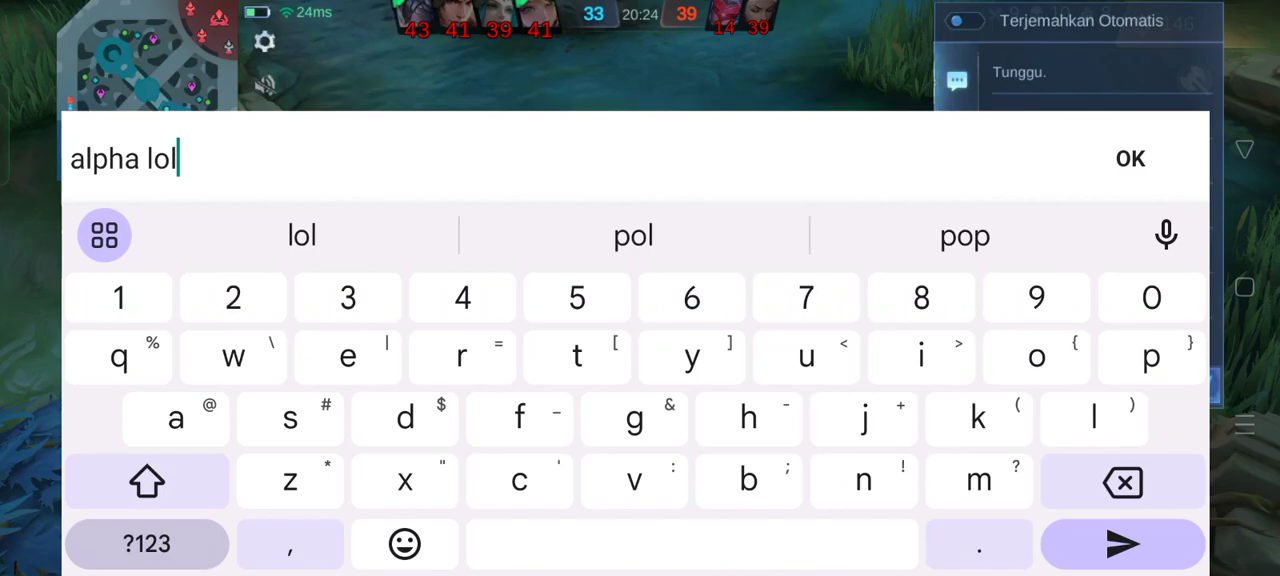 24ms
43 41 39 41 33 20:24 39 14 39
Terjemahkan Otomatis
Tunggu.
alpha lol
OK
lol pol pop
1 2 3 4 5 6 7 8 9 0
q % w \ e | r = t [ y ] u < i > o { p }
a @ s # d $ f _ g & h - j + k ( l )
z * x " c ' v : b ; n ! m ?
?123 , .